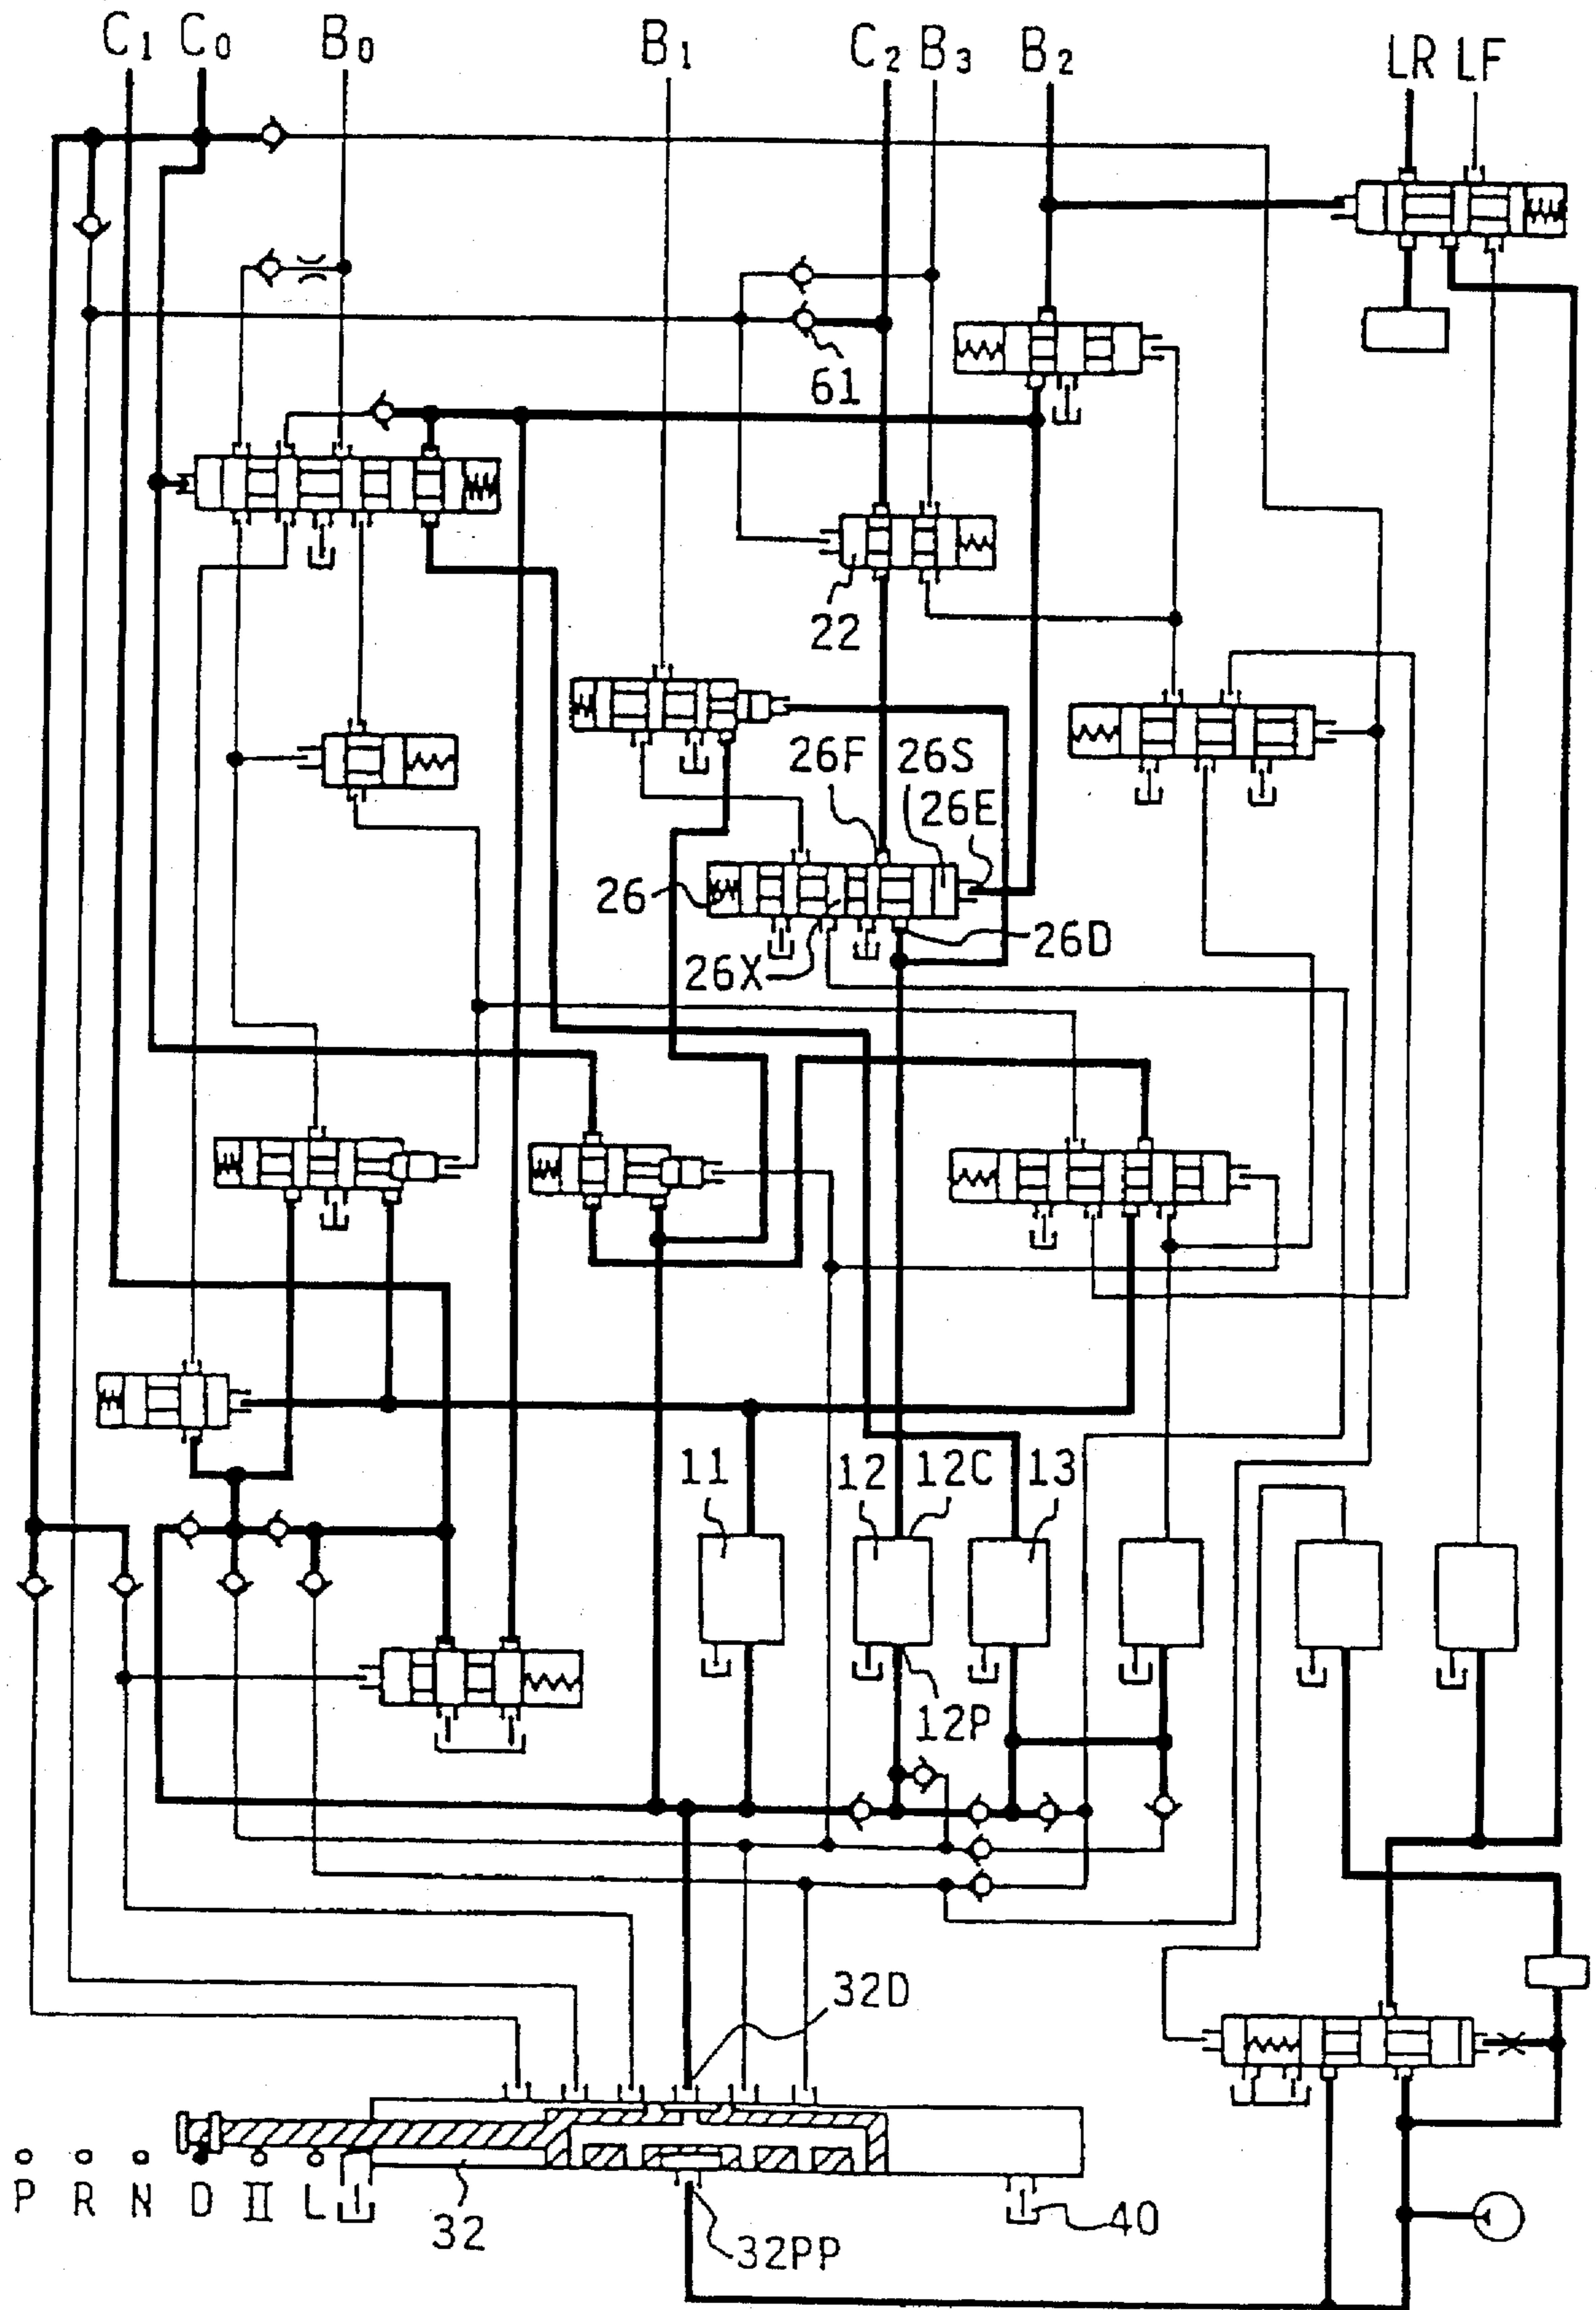 C₁ C₀ B₀ B₁ C₂ B₃ B₂ LR LF
61
22
26F 26S
26E
26
26D
26X
11 12 12C 13
12P
32D
P R N D II L
32
32PP
40